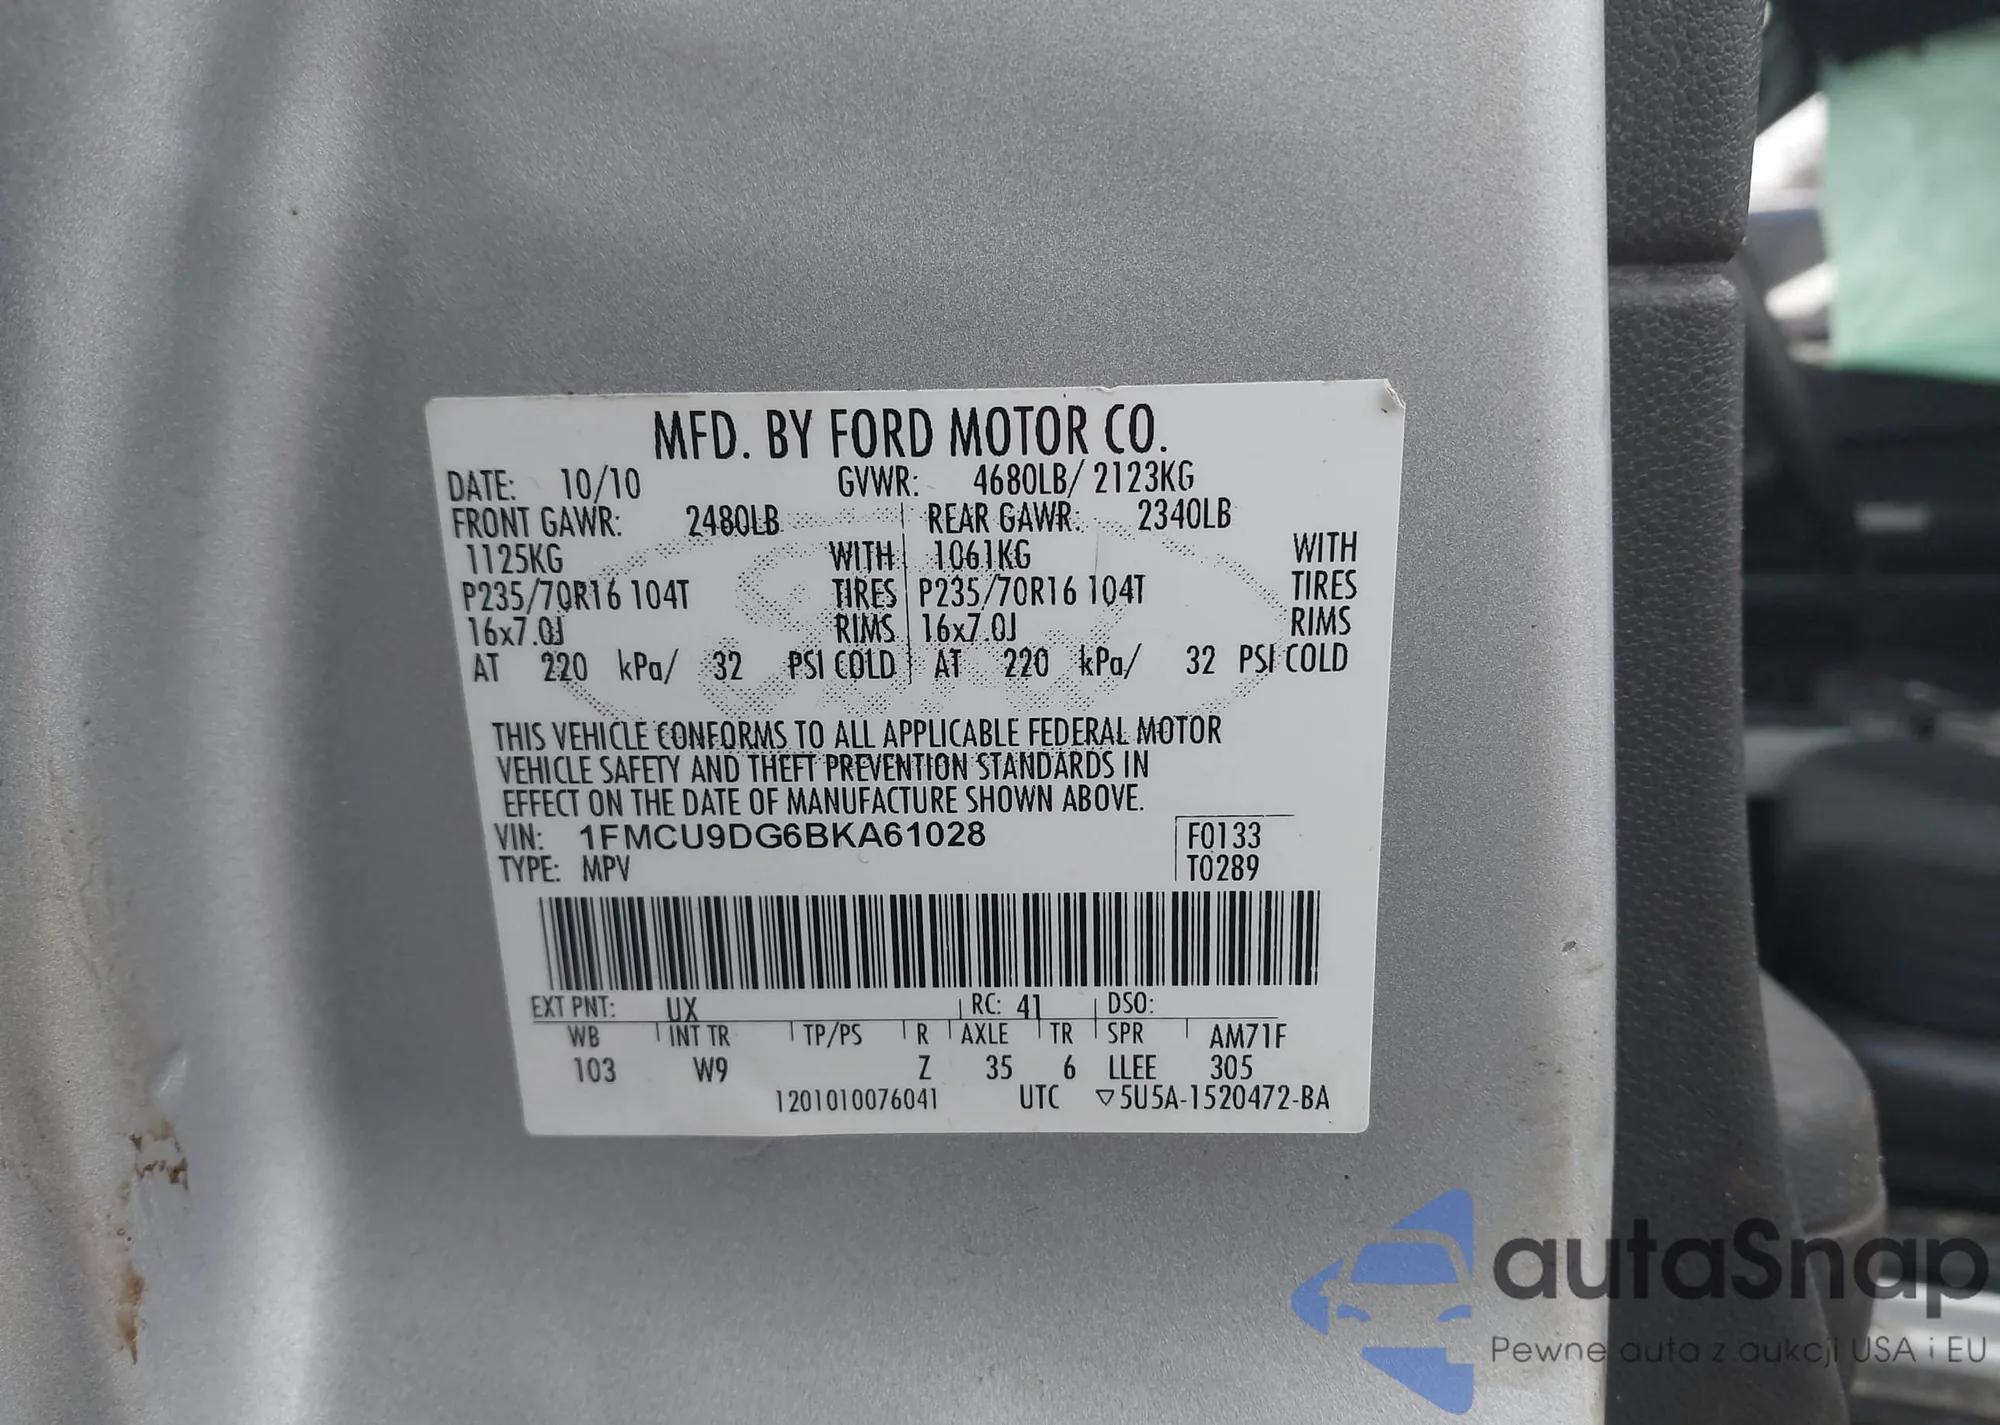 MFD. BY FORD MOTOR CO.
DATE: 10/10 GVWR: 4680LB/ 2123KG
FRONT GAWR: 2480LB REAR GAWR: 2340LB
1125KG WITH 1061KG WITH
P235/70R16 104T TIRES P235/70R16 104T TIRES
16x7.0J RIMS 16x7.0J RIMS
AT 220 kPa/ 32 PSI COLD AT 220 kPa/ 32 PSI COLD
THIS VEHICLE CONFORMS TO ALL APPLICABLE FEDERAL MOTOR
VEHICLE SAFETY AND THEFT PREVENTION STANDARDS IN
EFFECT ON THE DATE OF MANUFACTURE SHOWN ABOVE.
VIN: 1FMCU9DG6BKA61028 F0133
TYPE: MPV T0289
EXT PNT: UX RC: 41 DSO:
WB INT TR TP/PS R AXLE TR SPR AM71F
103 W9 Z 35 6 LLEE 305
1201010076041 UTC ▽5U5A-1520472-BA
autaSnap
Pewne auta z aukcji USA i EU